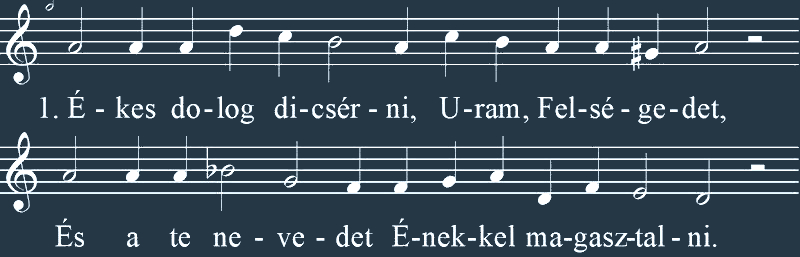 1. É - kes do-log di-csér - ni, U-ram, Fel-sé - ge-det,
És a te ne - ve - det É-nek-kel ma-gasz-tal - ni.